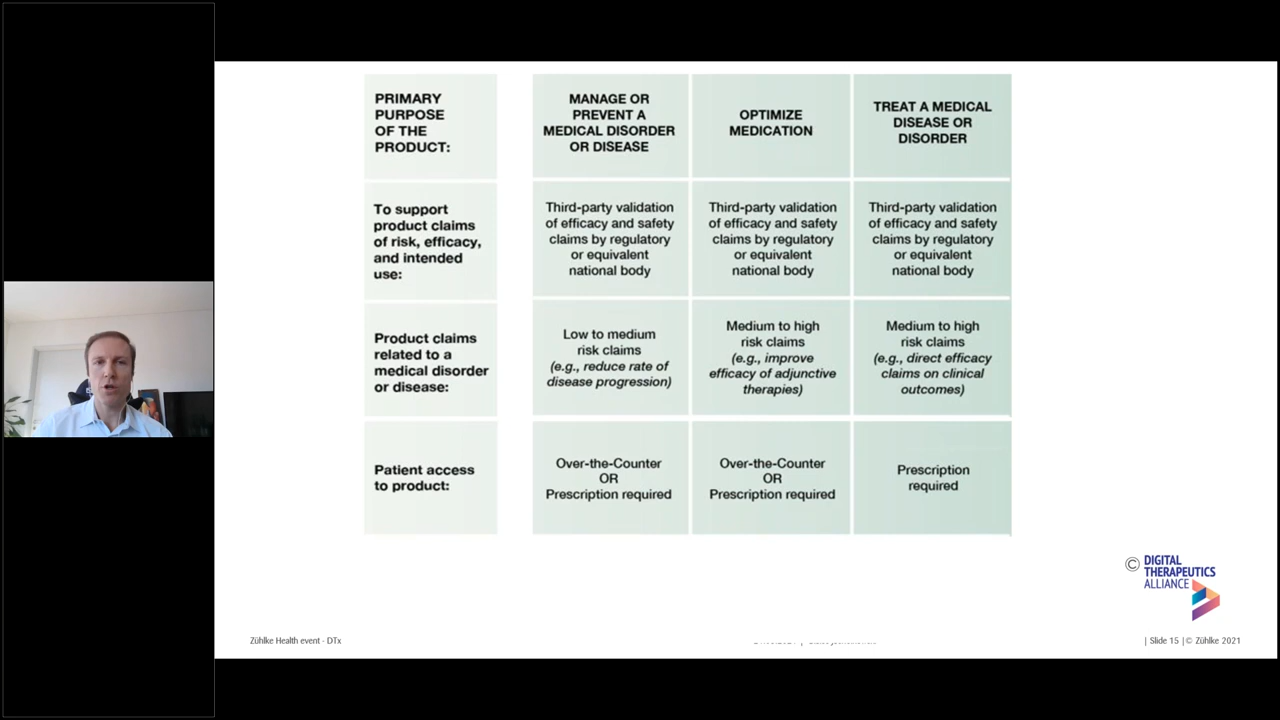 PRIMARY
PURPOSE
OF THE
PRODUCT:
MANAGE OR
PREVENT A
MEDICAL DISORDER
OR DISEASE
OPTIMIZE
MEDICATION
TREAT A MEDICAL
DISEASE OR
DISORDER
To support
product claims
of risk, efficacy,
and intended
use:
Third-party validation
of efficacy and safety
claims by regulatory
or equivalent
national body
Third-party validation
of efficacy and safety
claims by regulatory
or equivalent
national body
Third-party validation
of efficacy and safety
claims by regulatory
or equivalent
national body
Product claims
related to a
medical disorder
or disease:
Low to medium
risk claims
(e.g., reduce rate of
disease progression)
Medium to high
risk claims
(e.g., improve
efficacy of adjunctive
therapies)
Medium to high
risk claims
(e.g., direct efficacy
claims on clinical
outcomes)
Patient access
to product:
Over-the-Counter
OR
Prescription required
Over-the-Counter
OR
Prescription required
Prescription
required
© DIGITAL
THERAPEUTICS
ALLIANCE
Zühlke Health event - DTx
| Slide 15 | © Zühlke 2021